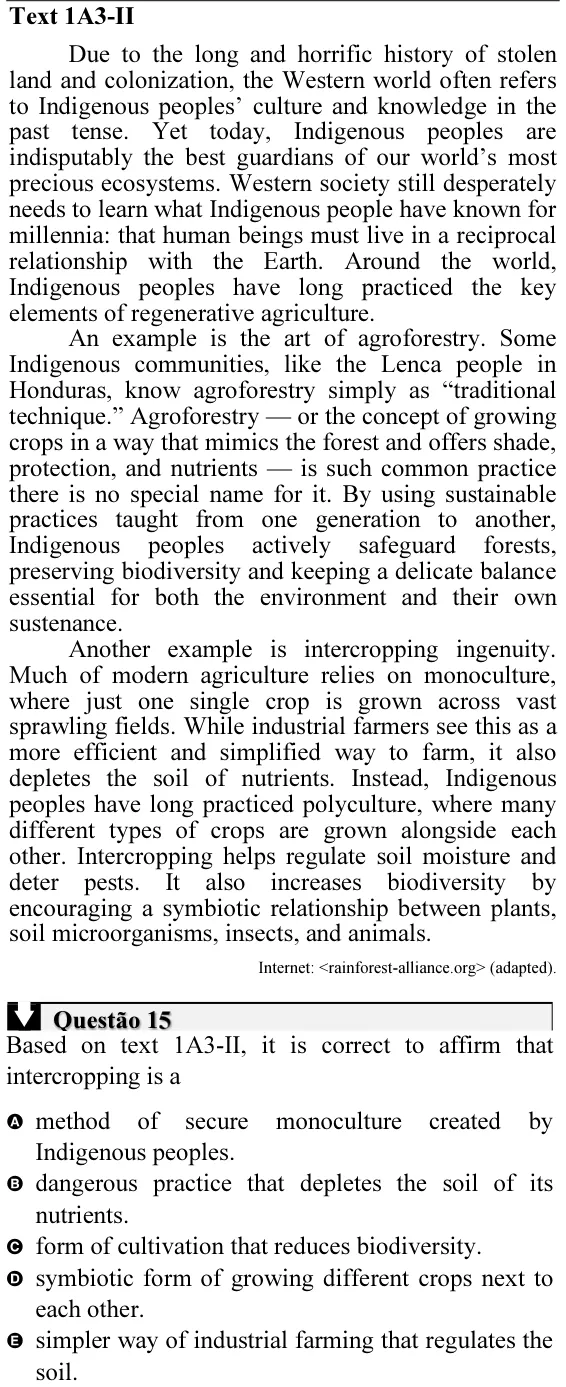 Text 1A3-II
Due to the long and horrific history of stolen
land and colonization, the Western world often refers
to Indigenous peoples’ culture and knowledge in the
past tense. Yet today, Indigenous peoples are
indisputably the best guardians of our world’s most
precious ecosystems. Western society still desperately
needs to learn what Indigenous people have known for
millennia: that human beings must live in a reciprocal
relationship with the Earth. Around the world,
Indigenous peoples have long practiced the key
elements of regenerative agriculture.
An example is the art of agroforestry. Some
Indigenous communities, like the Lenca people in
Honduras, know agroforestry simply as “traditional
technique.” Agroforestry — or the concept of growing
crops in a way that mimics the forest and offers shade,
protection, and nutrients — is such common practice
there is no special name for it. By using sustainable
practices taught from one generation to another,
Indigenous peoples actively safeguard forests,
preserving biodiversity and keeping a delicate balance
essential for both the environment and their own
sustenance.
Another example is intercropping ingenuity.
Much of modern agriculture relies on monoculture,
where just one single crop is grown across vast
sprawling fields. While industrial farmers see this as a
more efficient and simplified way to farm, it also
depletes the soil of nutrients. Instead, Indigenous
peoples have long practiced polyculture, where many
different types of crops are grown alongside each
other. Intercropping helps regulate soil moisture and
deter pests. It also increases biodiversity by
encouraging a symbiotic relationship between plants,
soil microorganisms, insects, and animals.
Internet: <rainforest-alliance.org> (adapted).
Questão 15
Based on text 1A3-II, it is correct to affirm that
intercropping is a
A method of secure monoculture created by
Indigenous peoples.
B dangerous practice that depletes the soil of its
nutrients.
C form of cultivation that reduces biodiversity.
D symbiotic form of growing different crops next to
each other.
E simpler way of industrial farming that regulates the
soil.